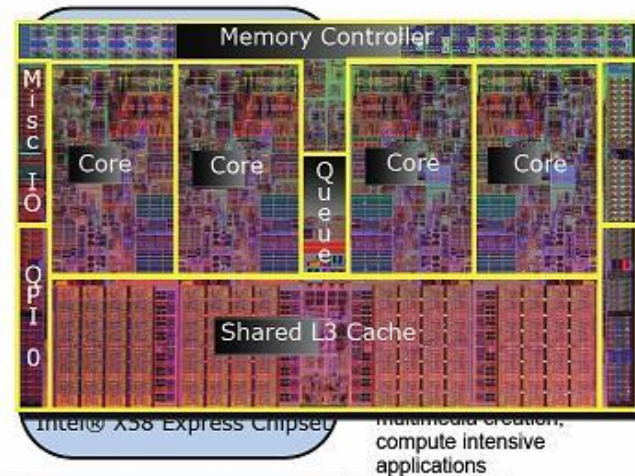 Memory Controller
Misc IO
Core
Core
Queue
Core
Core
QPI 0
Shared L3 Cache
Intel® X58 Express Chipset
multimedia creation,
compute intensive
applications